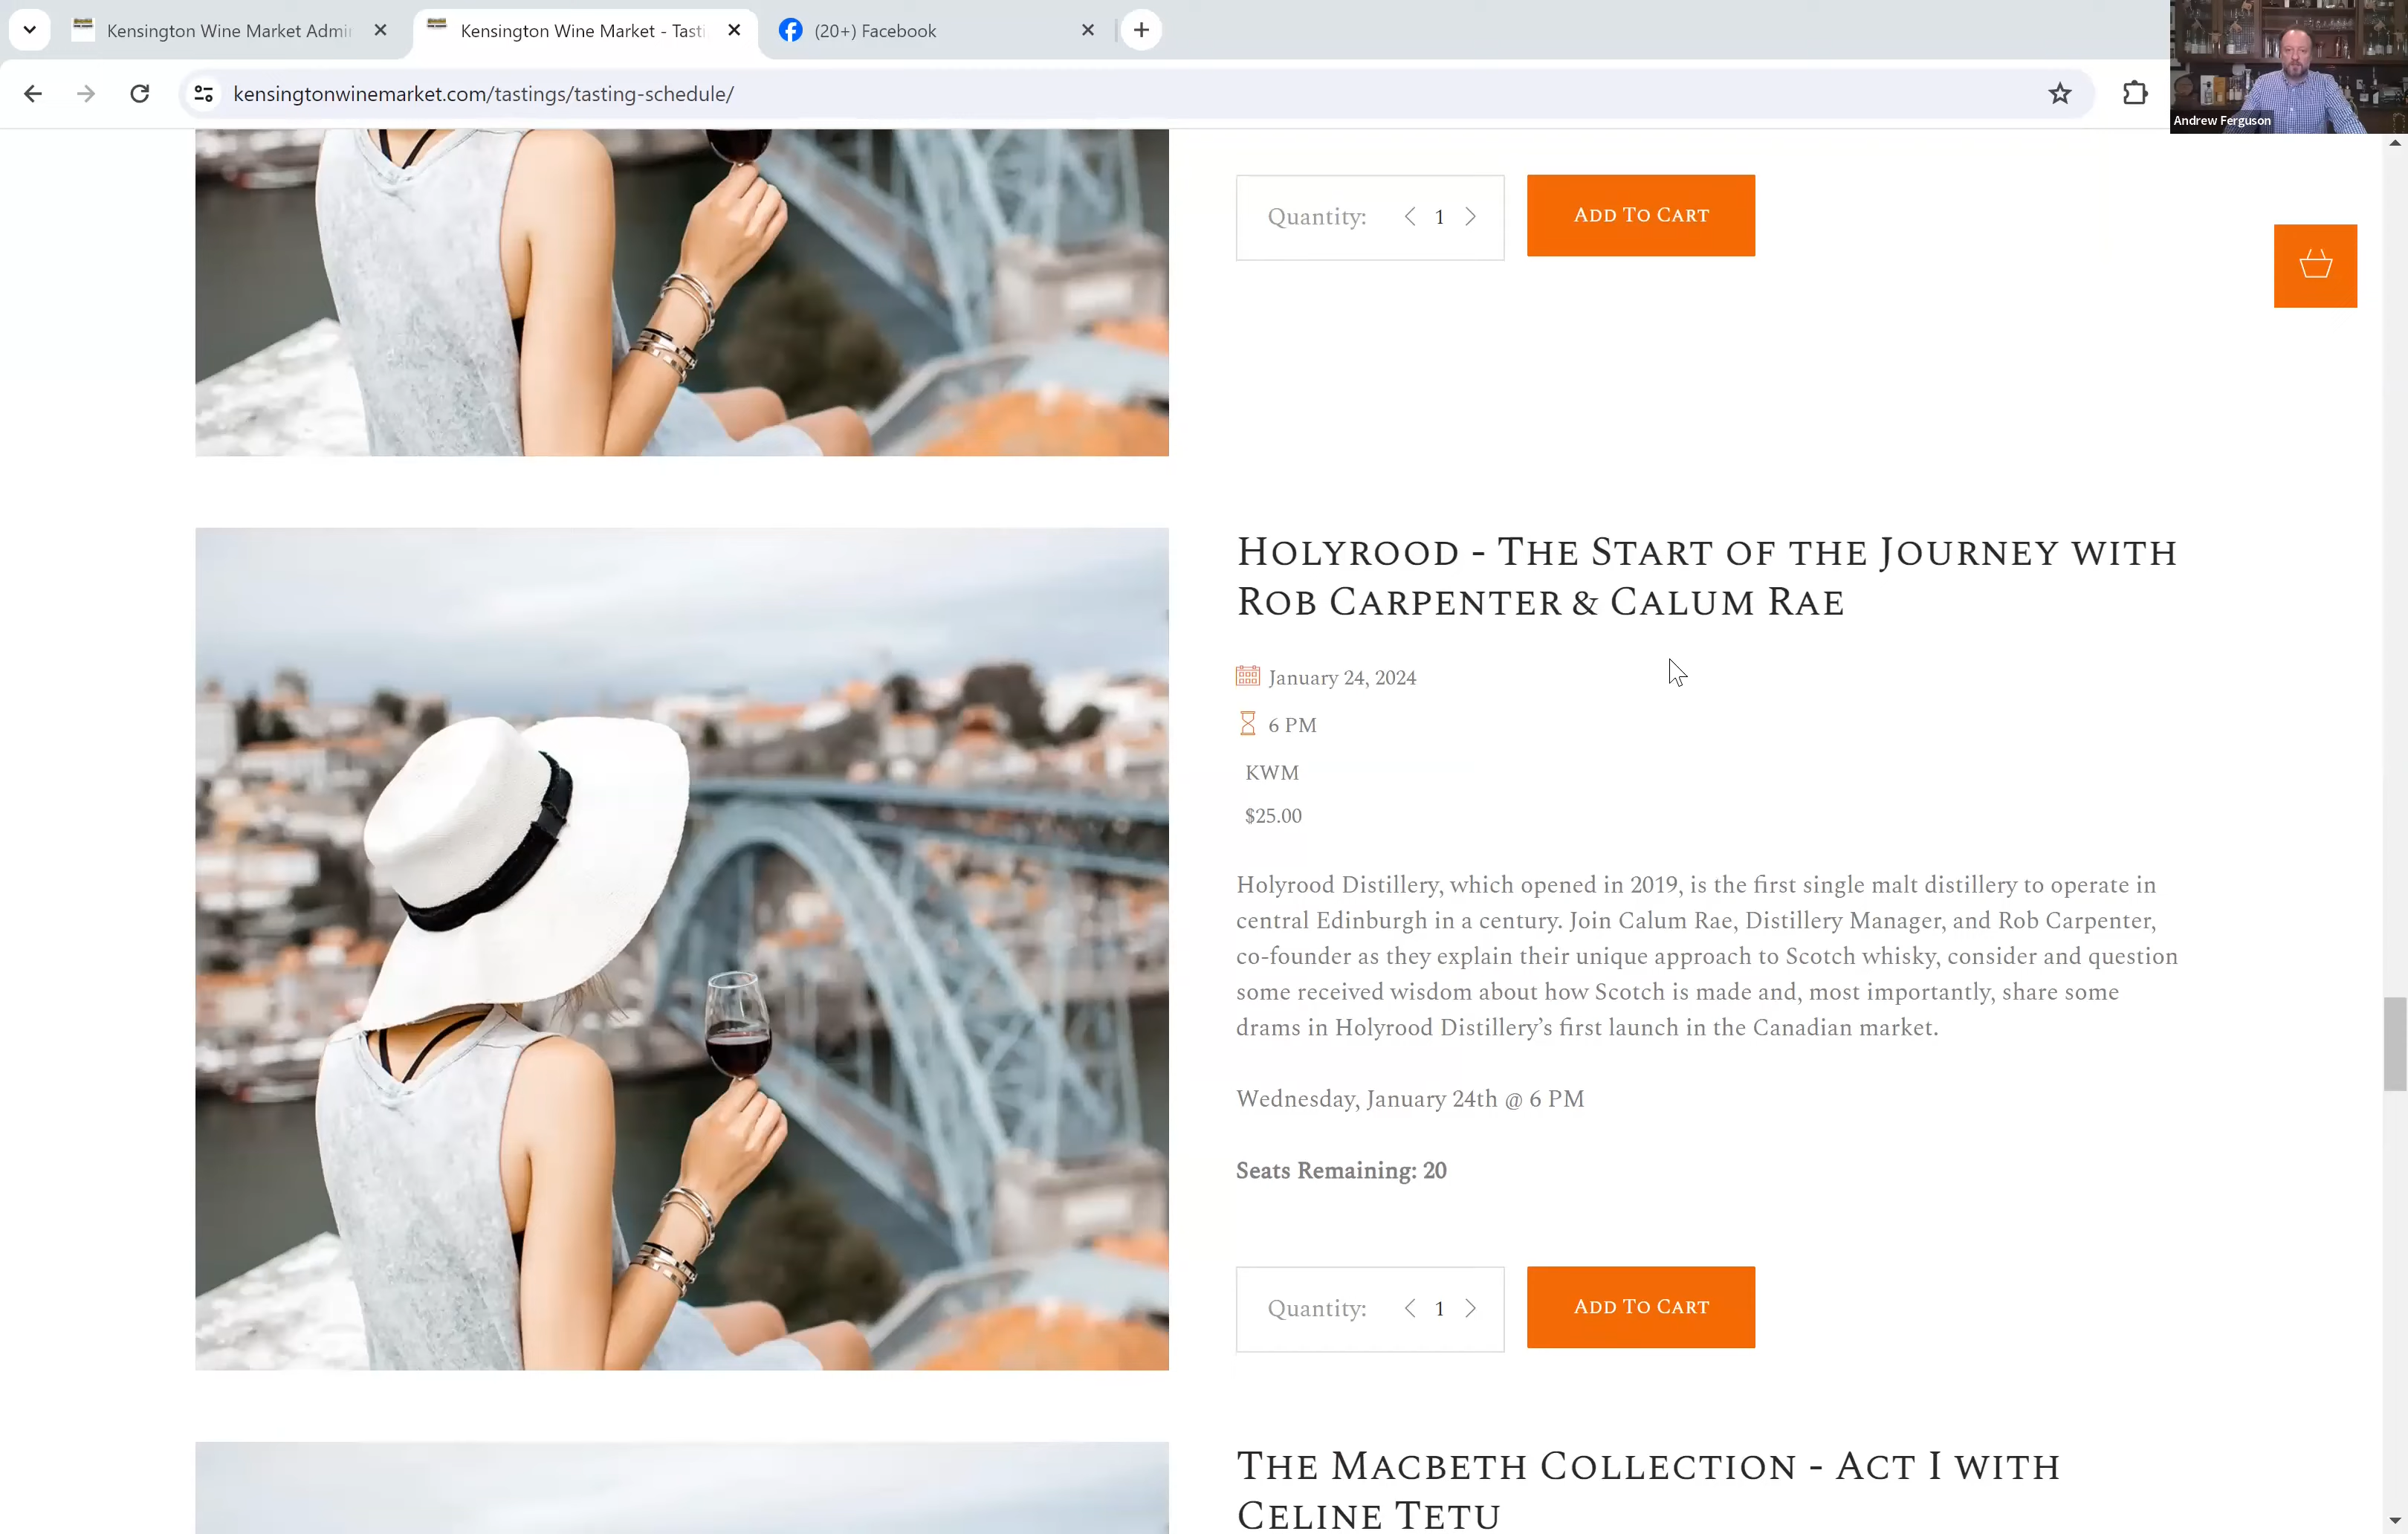 Kensington Wine Market Admi
Kensington Wine Market - Tasti
(20+) Facebook
kensingtonwinemarket.com/tastings/tasting-schedule/
Andrew Ferguson
Quantity: 1
Add To Cart
Holyrood - The Start of the Journey with
Rob Carpenter & Calum Rae
January 24, 2024
6 PM
KWM
$25.00
Holyrood Distillery, which opened in 2019, is the first single malt distillery to operate in
central Edinburgh in a century. Join Calum Rae, Distillery Manager, and Rob Carpenter,
co-founder as they explain their unique approach to Scotch whisky, consider and question
some received wisdom about how Scotch is made and, most importantly, share some
drams in Holyrood Distillery’s first launch in the Canadian market.
Wednesday, January 24th @ 6 PM
Seats Remaining: 20
Quantity: 1
Add To Cart
The Macbeth Collection - Act I with
Celine Tetu